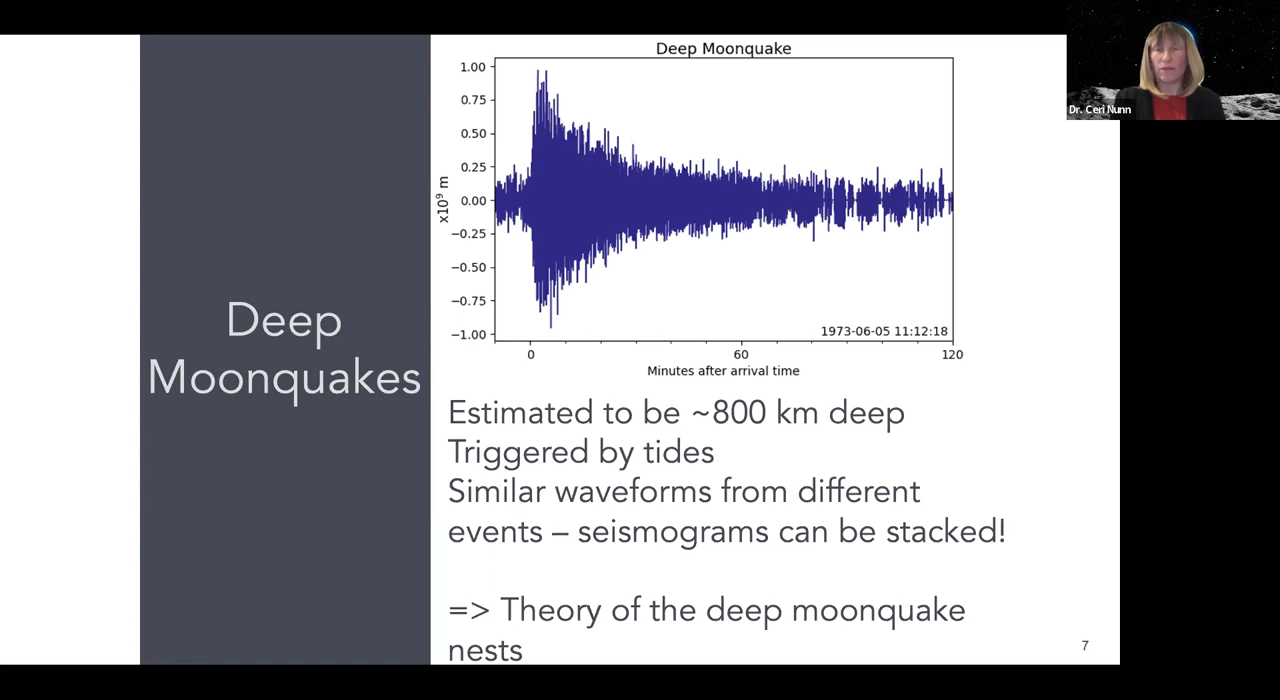 Deep Moonquake
1.00
0.75
0.50
0.25
0.00
−0.25
−0.50
−0.75
−1.00
x10⁹ m
1973-06-05 11:12:18
0 60 120
Minutes after arrival time
Dr. Ceri Nunn
Deep
Moonquakes
Estimated to be ~800 km deep
Triggered by tides
Similar waveforms from different
events – seismograms can be stacked!
=> Theory of the deep moonquake
nests
7